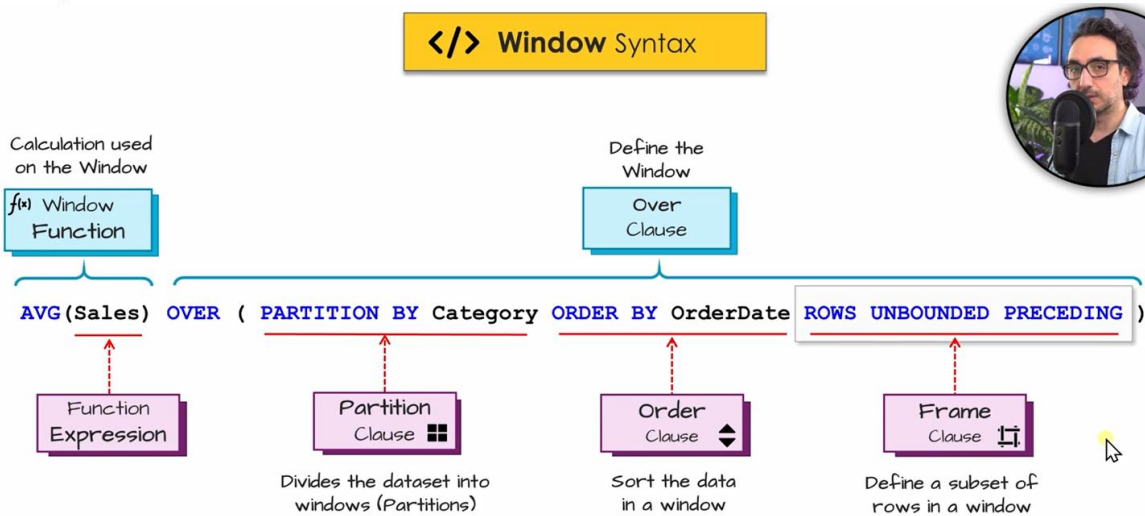 </> Window Syntax
Calculation used
on the Window
f(x) Window
Function
Define the
Window
Over
Clause
AVG(Sales) OVER ( PARTITION BY Category ORDER BY OrderDate ROWS UNBOUNDED PRECEDING )
Function
Expression
Partition
Clause
Divides the dataset into
windows (Partitions)
Order
Clause
Sort the data
in a window
Frame
Clause
Define a subset of
rows in a window